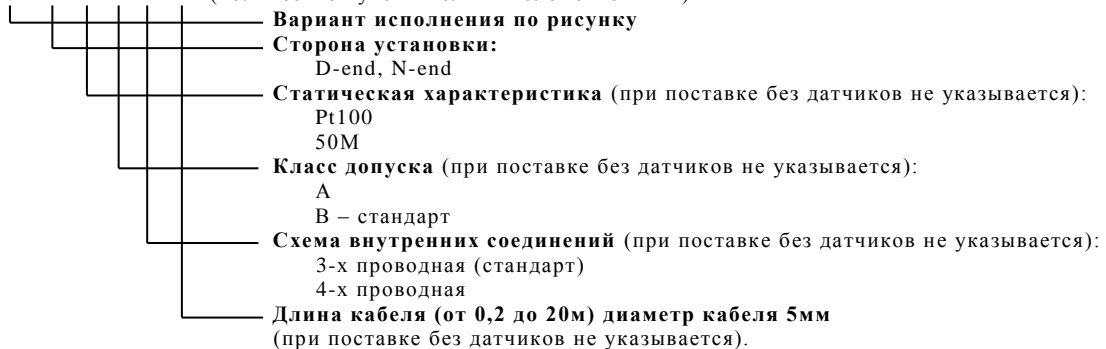 Вариант исполнения по рисунку
Сторона установки:
D-end, N-end
Статическая характеристика (при поставке без датчиков не указывается):
Pt100
50М
Класс допуска (при поставке без датчиков не указывается):
А
В – стандарт
Схема внутренних соединений (при поставке без датчиков не указывается):
3-х проводная (стандарт)
4-х проводная
Длина кабеля (от 0,2 до 20м) диаметр кабеля 5мм
(при поставке без датчиков не указывается).